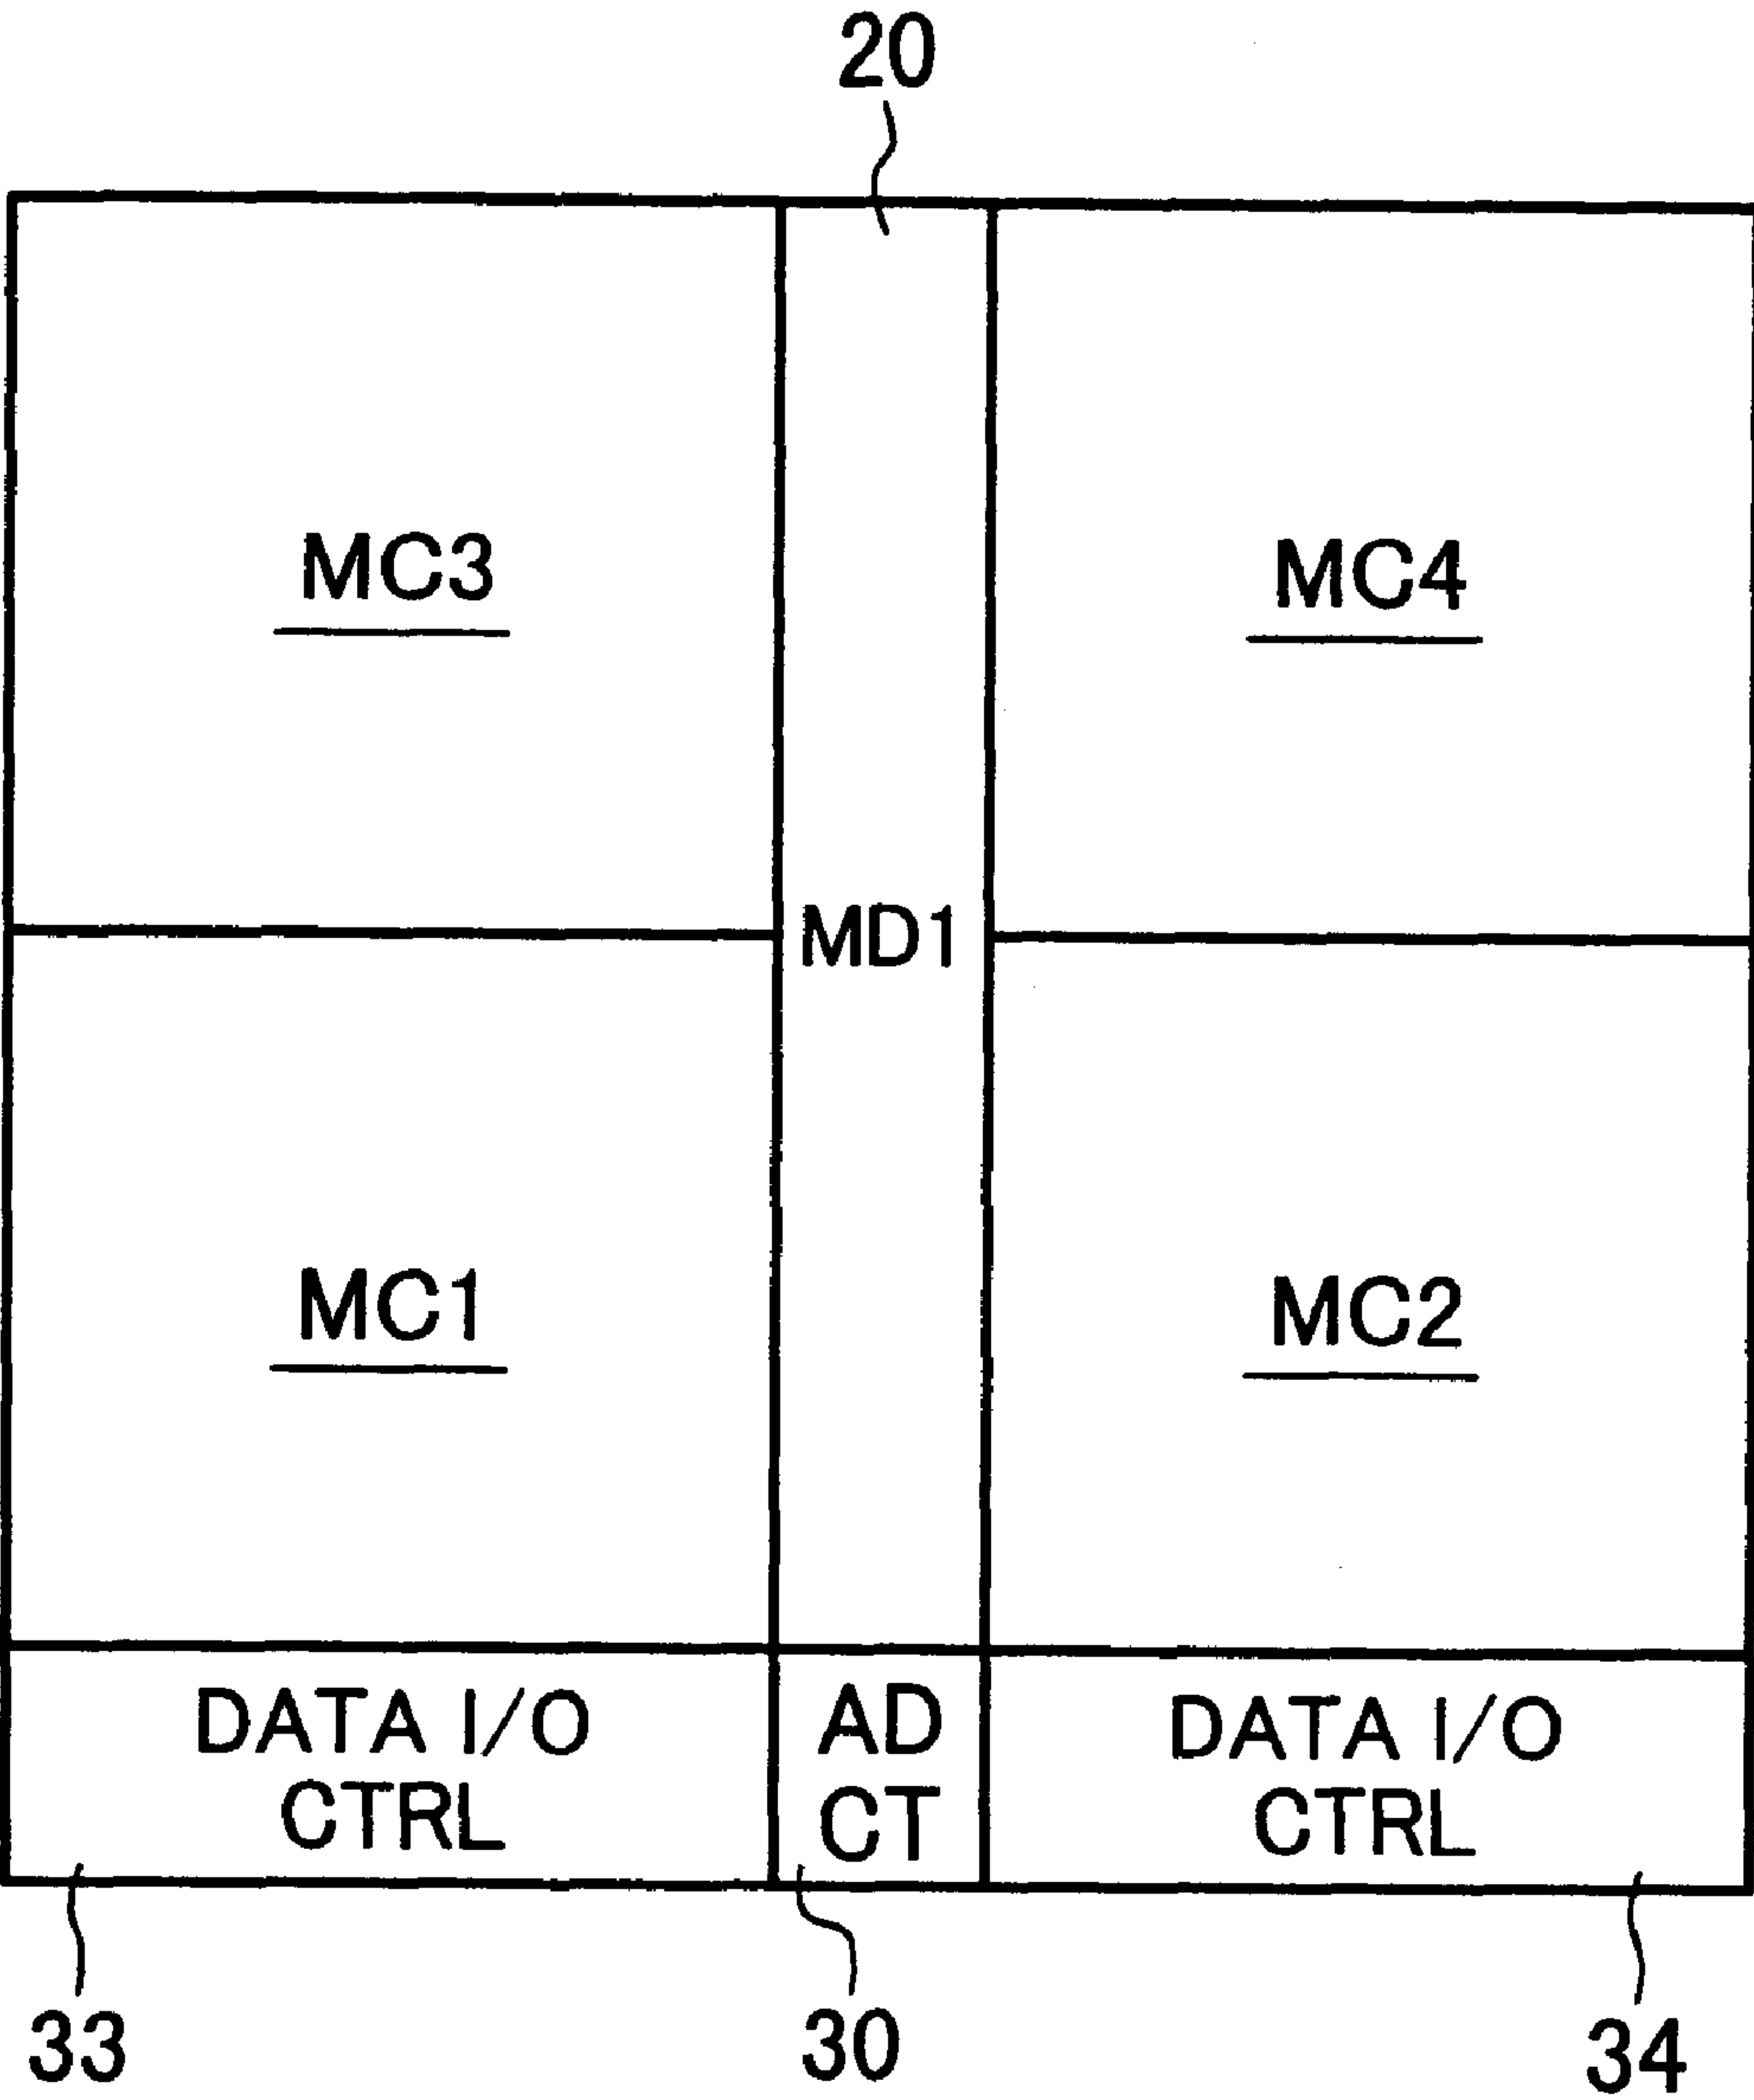 20
MC3
MC4
MD1
MC1
MC2
DATA I/O
CTRL
AD
CT
DATA I/O
CTRL
33
30
34